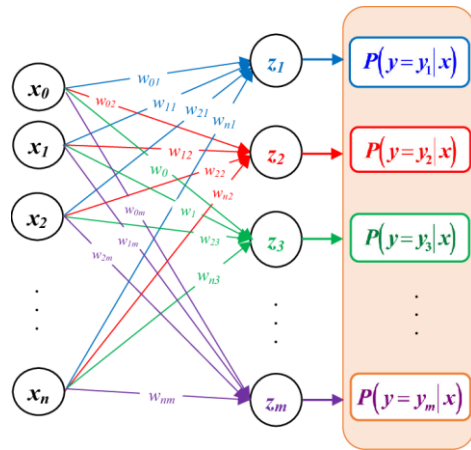 x₀
x₁
x₂
xₙ
w₀₁
w₁₁
w₂₁
wₙ₁
w₀₂
w₁₂
w₂₂
wₙ₂
w₀
w₁
w₂₃
wₙ₃
w₀ₘ
w₁ₘ
w₂ₘ
wₙₘ
z₁
z₂
z₃
zₘ
P(y = y₁|x)
P(y = y₂|x)
P(y = y₃|x)
P(y = yₘ|x)